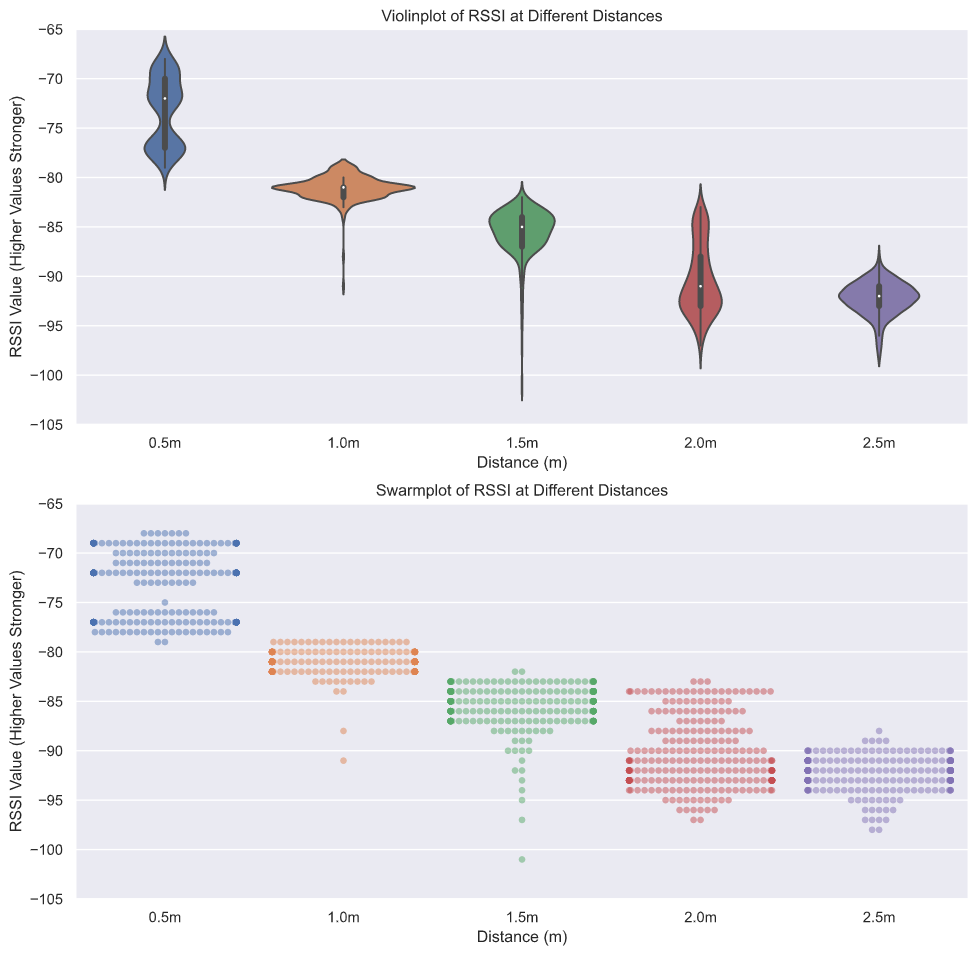 Violinplot of RSSI at Different Distances
RSSI Value (Higher Values Stronger)
−65
−70
−75
−80
−85
−90
−95
−100
−105
0.5m 1.0m 1.5m 2.0m 2.5m
Distance (m)
Swarmplot of RSSI at Different Distances
RSSI Value (Higher Values Stronger)
−65
−70
−75
−80
−85
−90
−95
−100
−105
0.5m 1.0m 1.5m 2.0m 2.5m
Distance (m)